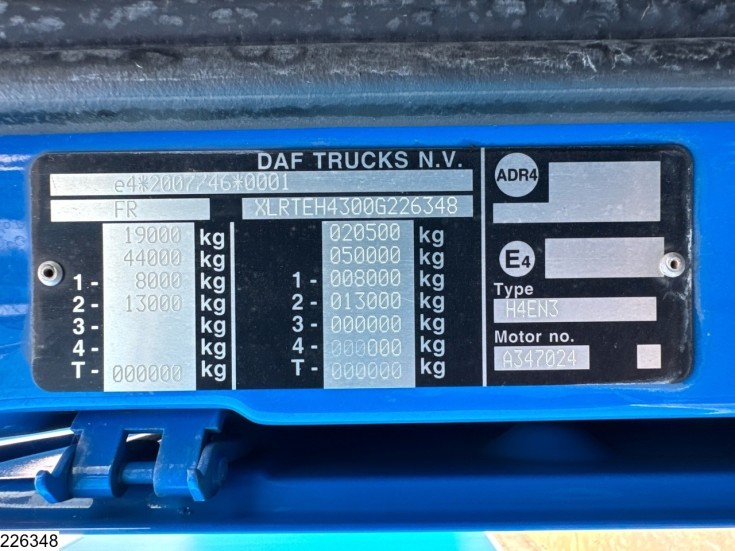 DAF TRUCKS N.V.
e4*2007/46*0001
FR XLRTEH4300G226348
19000 kg 020500 kg
44000 kg 050000 kg
1- 8000 kg 1- 008000 kg
2- 13000 kg 2- 013000 kg
3- kg 3- 000000 kg
4- kg 4- 000000 kg
T- 000000 kg T- 000000 kg
ADR4
E4
Type
H4EN3
Motor no.
A347024
226348